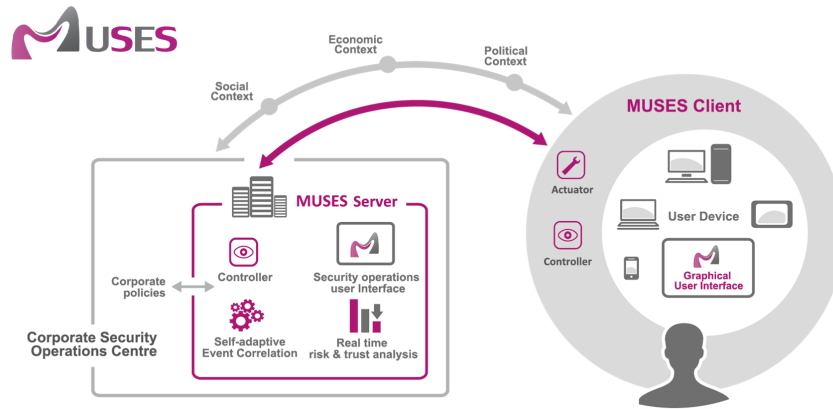 MUSES
Economic
Context
Political
Context
Social
Context
MUSES Client
MUSES Server
Actuator
User Device
Controller
Controller
Graphical
User Interface
Security operations
user Interface
Corporate
policies
Corporate Security
Operations Centre
Self-adaptive
Event Correlation
Real time
risk & trust analysis